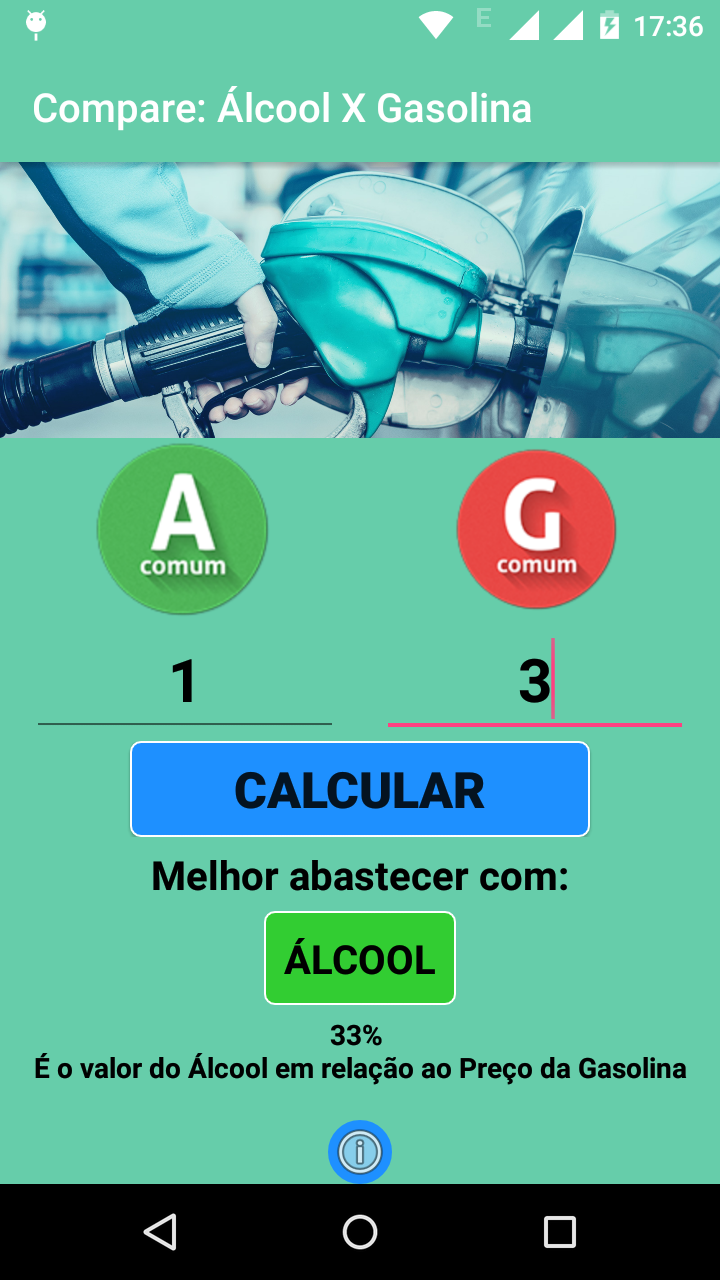 E
17:36
Compare: Álcool X Gasolina
A
comum
G
comum
1
3
CALCULAR
Melhor abastecer com:
ÁLCOOL
33%
É o valor do Álcool em relação ao Preço da Gasolina
i